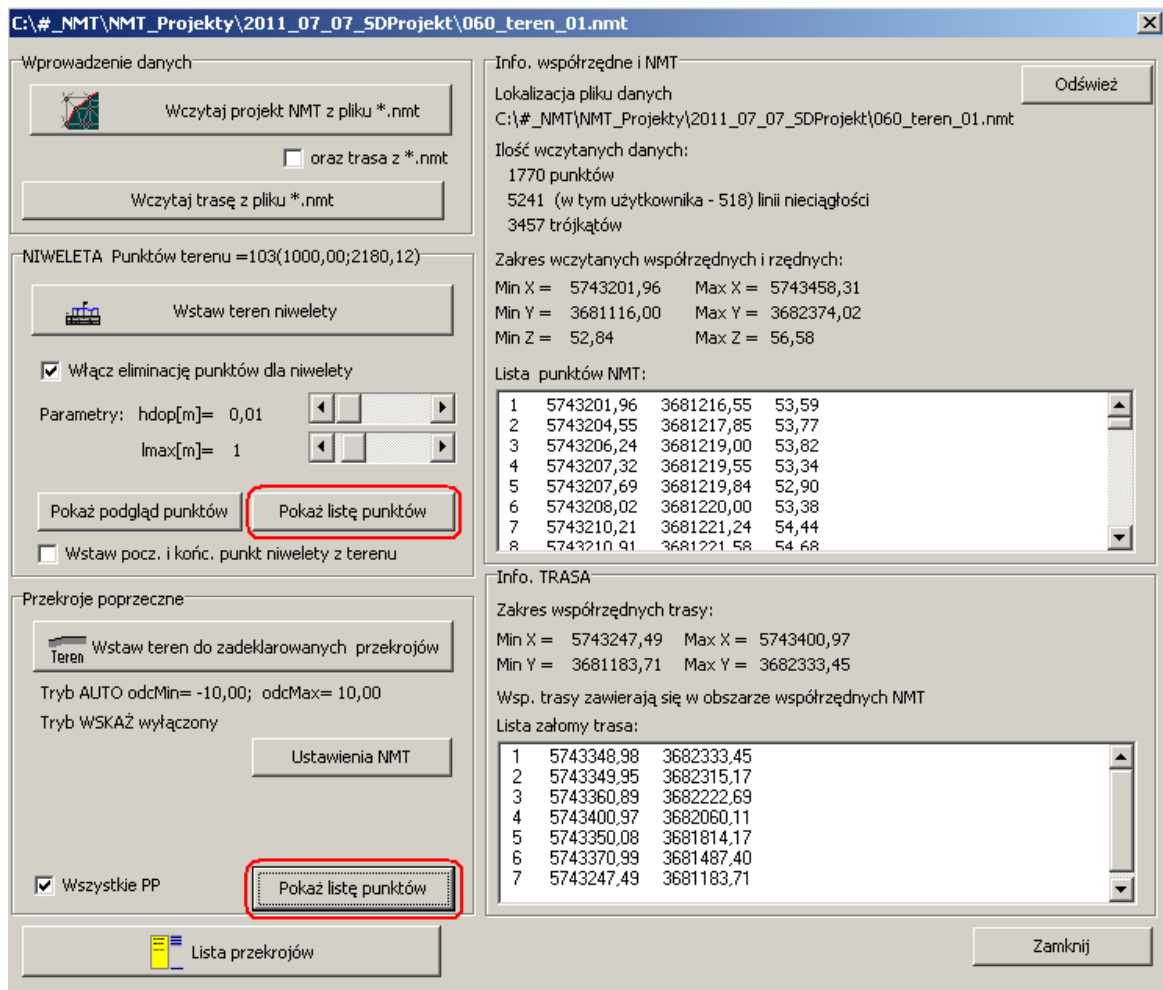 C:\#_NMT\NMT_Projekty\2011_07_07_SDProjekt\060_teren_01.nmt
Wprowadzenie danych
Wczytaj projekt NMT z pliku *.nmt
oraz trasa z *.nmt
Wczytaj trasę z pliku *.nmt
NIWELETA Punktów terenu =103(1000,00;2180,12)
Wstaw teren niwelety
Włącz eliminację punktów dla niwelety
Parametry: hdop[m]= 0,01
lmax[m]= 1
Pokaż podgląd punktów
Pokaż listę punktów
Wstaw pocz. i końc. punkt niwelety z terenu
Przekroje poprzeczne
Teren
Wstaw teren do zadeklarowanych przekrojów
Tryb AUTO odcMin= -10,00; odcMax= 10,00
Tryb WSKAŻ wyłączony
Ustawienia NMT
Wszystkie PP
Pokaż listę punktów
Lista przekrojów
Info. współrzędne i NMT
Odśwież
Lokalizacja pliku danych
C:\#_NMT\NMT_Projekty\2011_07_07_SDProjekt\060_teren_01.nmt
Ilość wczytanych danych:
1770 punktów
5241 (w tym użytkownika - 518) linii nieciągłości
3457 trójkątów
Zakres wczytanych współrzędnych i rzędnych:
Min X = 5743201,96 Max X = 5743458,31
Min Y = 3681116,00 Max Y = 3682374,02
Min Z = 52,84 Max Z = 56,58
Lista punktów NMT:
1 5743201,96 3681216,55 53,59
2 5743204,55 3681217,85 53,77
3 5743206,24 3681219,00 53,82
4 5743207,32 3681219,55 53,34
5 5743207,69 3681219,84 52,90
6 5743208,02 3681220,00 53,38
7 5743210,21 3681221,24 54,44
8 5743210,91 3681221,58 54,68
Info. TRASA
Zakres współrzędnych trasy:
Min X = 5743247,49 Max X = 5743400,97
Min Y = 3681183,71 Max Y = 3682333,45
Wsp. trasy zawierają się w obszarze współrzędnych NMT
Lista załomy trasa:
1 5743348,98 3682333,45
2 5743349,95 3682315,17
3 5743360,89 3682222,69
4 5743400,97 3682060,11
5 5743350,08 3681814,17
6 5743370,99 3681487,40
7 5743247,49 3681183,71
Zamknij